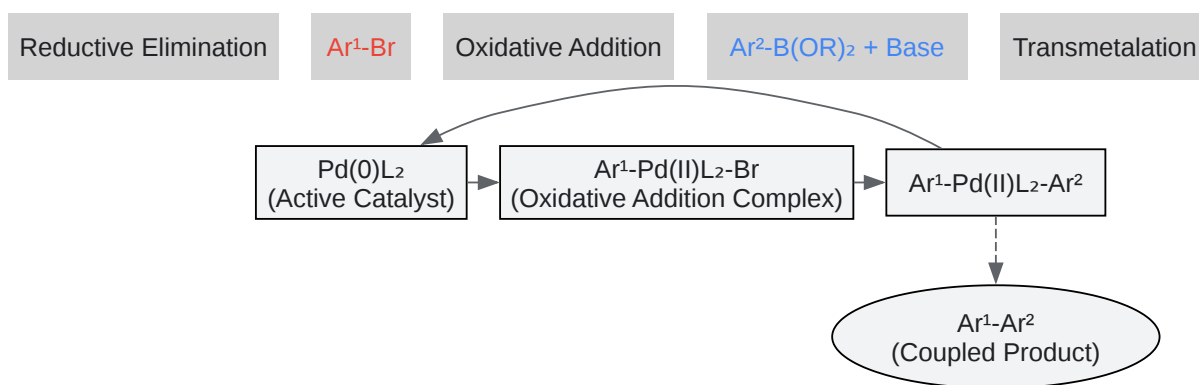 Reductive Elimination
Ar¹-Br
Oxidative Addition
Ar²-B(OR)₂ + Base
Transmetalation
Pd(0)L₂
(Active Catalyst)
Ar¹-Pd(II)L₂-Br
(Oxidative Addition Complex)
Ar¹-Pd(II)L₂-Ar²
Ar¹-Ar²
(Coupled Product)